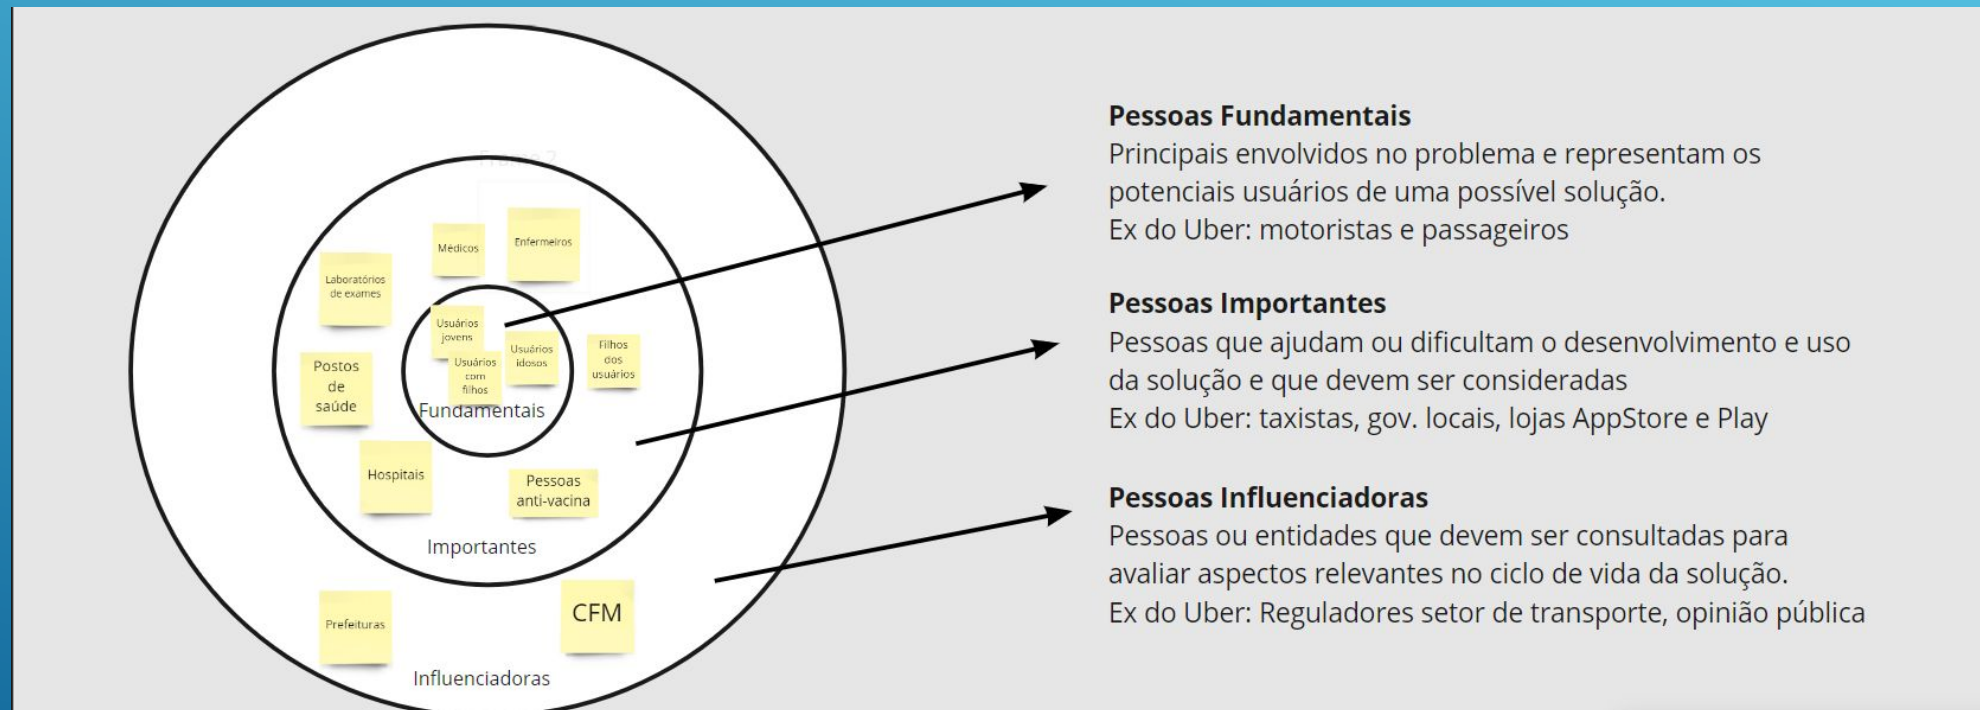 Frame 2
Médicos
Enfermeiros
Laboratórios
de exames
Usuários
jovens
Usuários
idosos
Usuários
com
filhos
Filhos
dos
usuários
Postos
de
saúde
Fundamentais
Hospitais
Pessoas
anti-vacina
Importantes
Prefeituras
CFM
Influenciadoras
Pessoas Fundamentais
Principais envolvidos no problema e representam os
potenciais usuários de uma possível solução.
Ex do Uber: motoristas e passageiros
Pessoas Importantes
Pessoas que ajudam ou dificultam o desenvolvimento e uso
da solução e que devem ser consideradas
Ex do Uber: taxistas, gov. locais, lojas AppStore e Play
Pessoas Influenciadoras
Pessoas ou entidades que devem ser consultadas para
avaliar aspectos relevantes no ciclo de vida da solução.
Ex do Uber: Reguladores setor de transporte, opinião pública